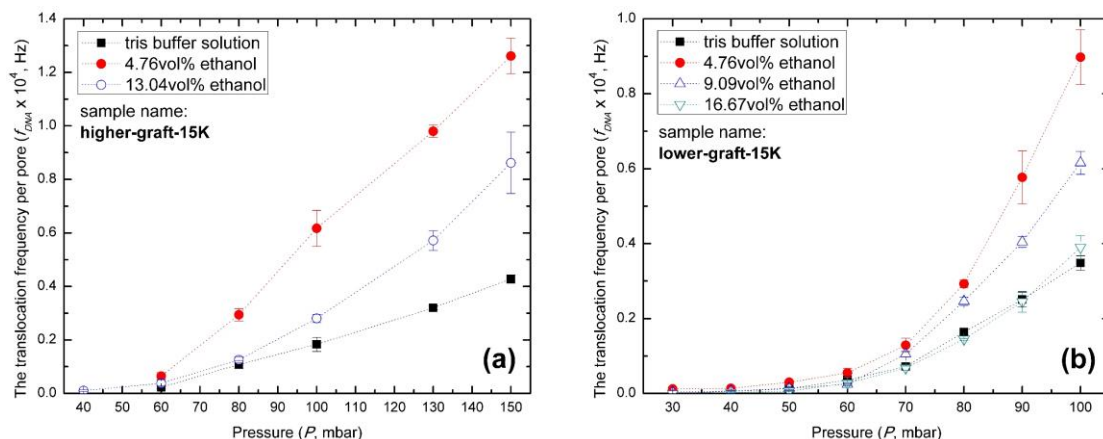 The translocation frequency per pore (f_DNA x 10^4, Hz)
1.4
1.2
1.0
0.8
0.6
0.4
0.2
0.0
tris buffer solution
4.76vol% ethanol
13.04vol% ethanol
sample name:
higher-graft-15K
(a)
40 50 60 70 80 90 100 110 120 130 140 150
Pressure (P, mbar)
The translocation frequency per pore (f_DNA x 10^4, Hz)
1.0
0.8
0.6
0.4
0.2
0.0
tris buffer solution
4.76vol% ethanol
9.09vol% ethanol
16.67vol% ethanol
sample name:
lower-graft-15K
(b)
30 40 50 60 70 80 90 100
Pressure (P, mbar)